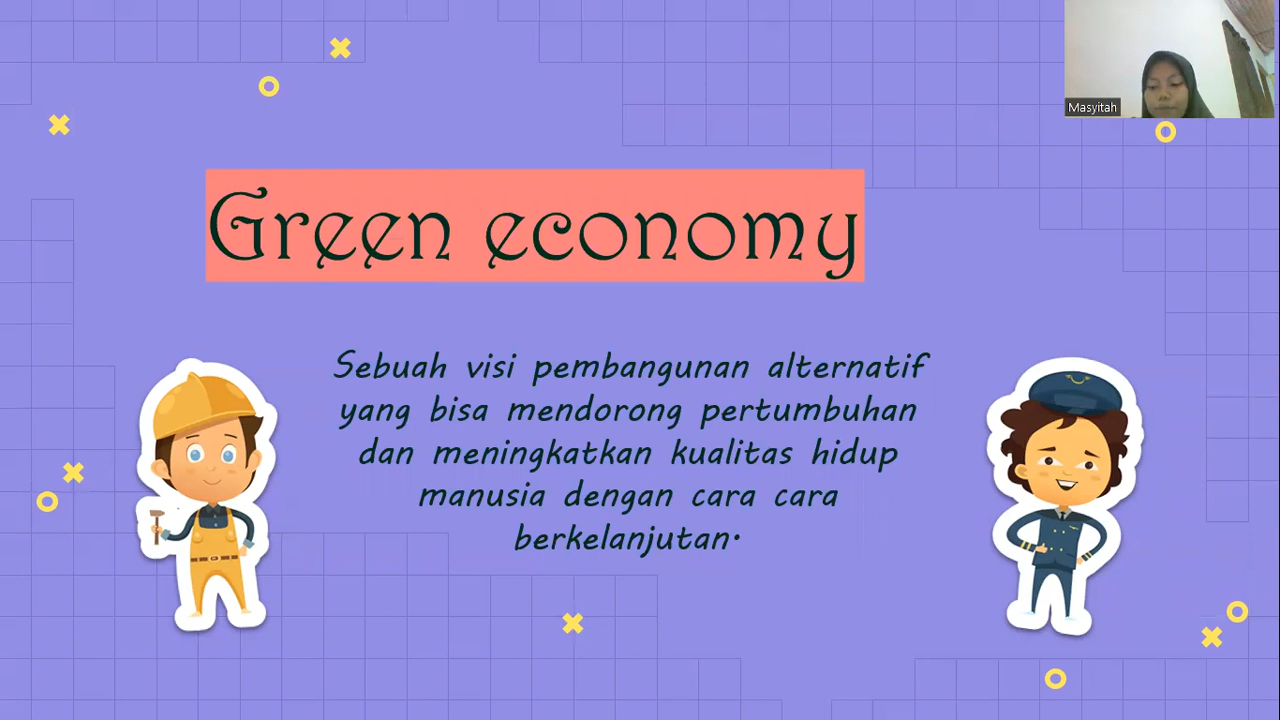 Masyitah
Green economy
Sebuah visi pembangunan alternatif
yang bisa mendorong pertumbuhan
dan meningkatkan kualitas hidup
manusia dengan cara cara
berkelanjutan.